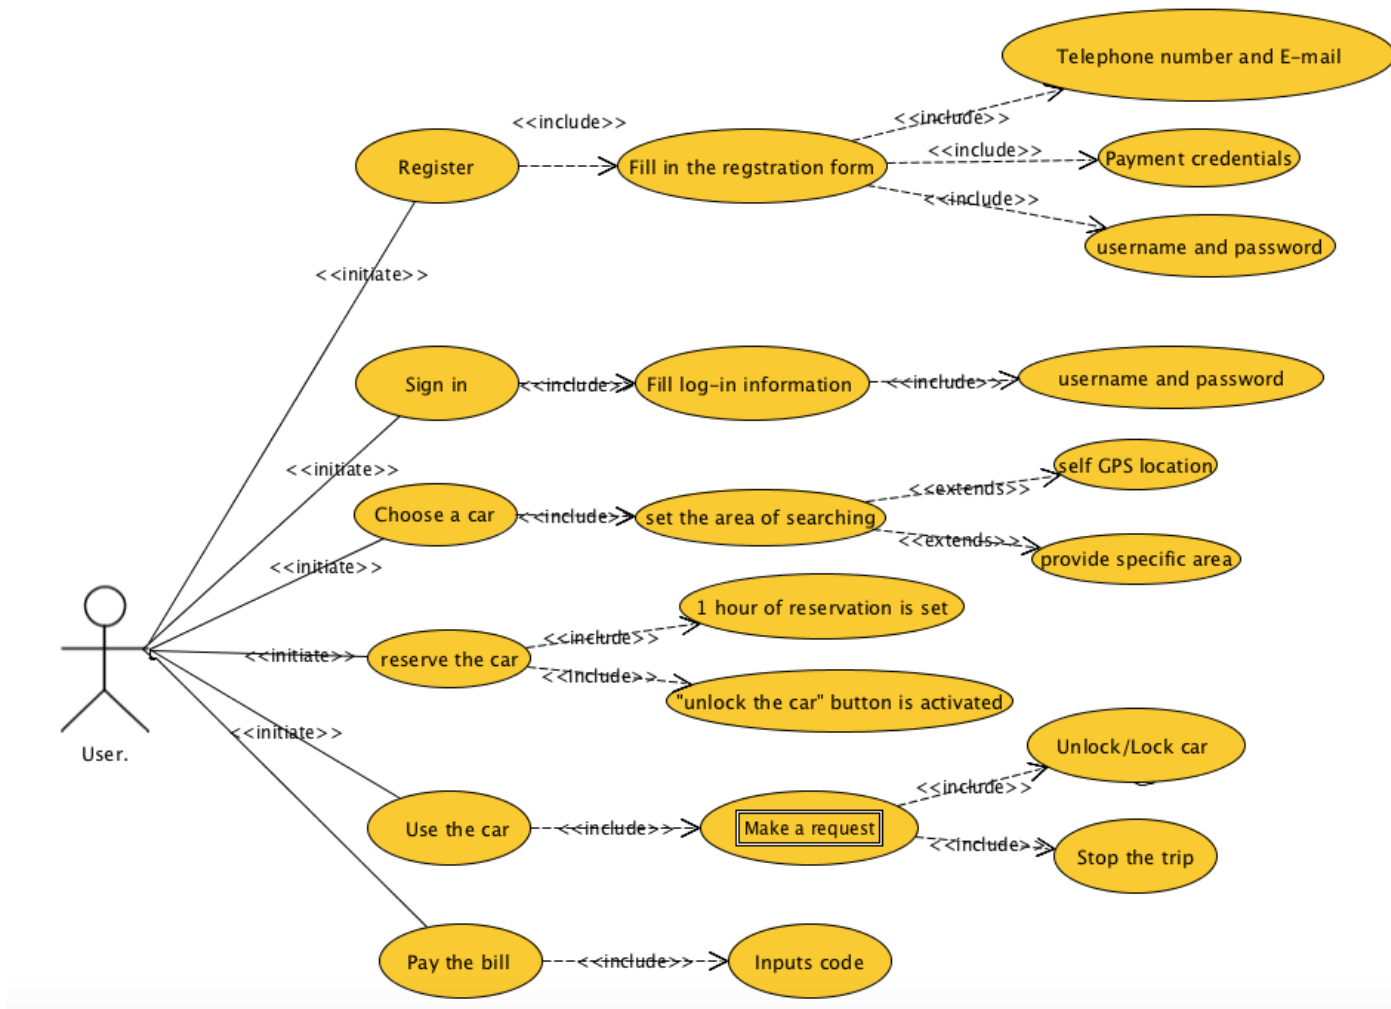 Telephone number and E-mail
<<include>>
<<include>>
Register
Fill in the regstration form
<<include>>
Payment credentials
<<include>>
username and password
<<initiate>>
Sign in
<<include>>
Fill log-in information
<<include>>
username and password
<<initiate>>
self GPS location
<<extends>>
Choose a car
<<include>>
set the area of searching
<<extends>>
provide specific area
<<initiate>>
1 hour of reservation is set
<<include>>
<<initiate>>
reserve the car
<<include>>
"unlock the car" button is activated
<<initiate>>
User.
Unlock/Lock car
<<include>>
Use the car
<<include>>
Make a request
<<include>>
Stop the trip
Pay the bill
<<include>>
Inputs code